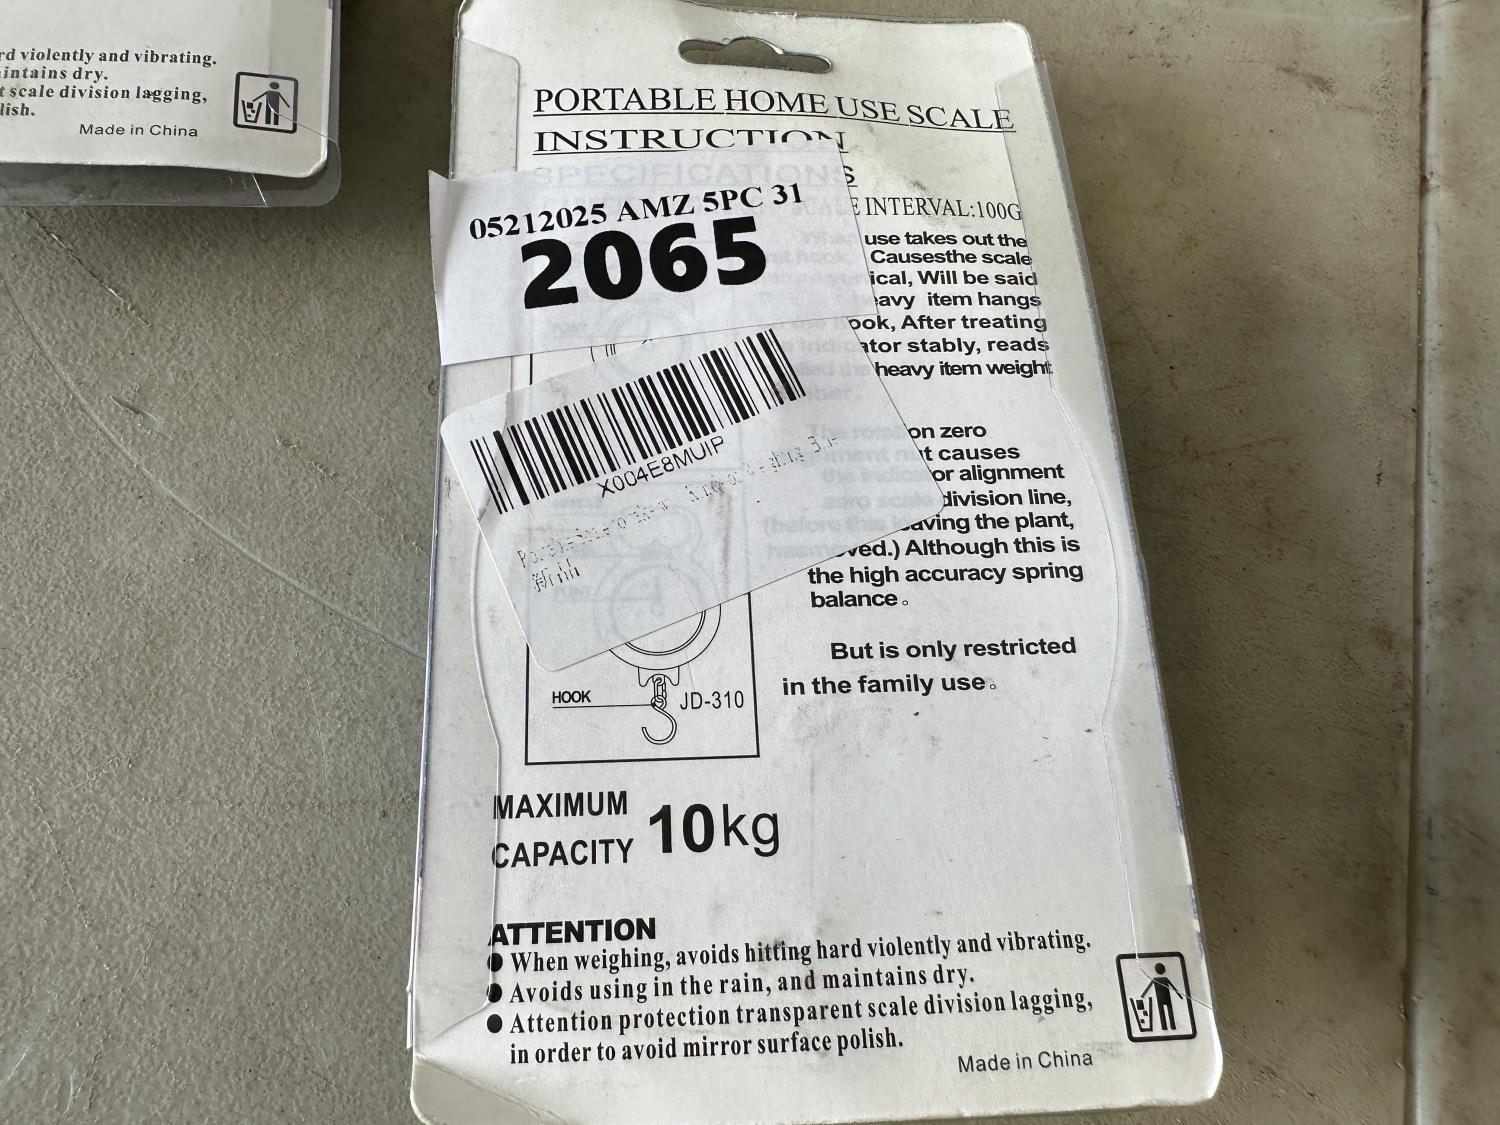 rd violently and vibrating.
intains dry.
t scale division lagging,
lish.
Made in China
PORTABLE HOME USE SCALE
INSTRUCTION
SPECIFICATIONS
05212025 AMZ 5PC 31
2065
E INTERVAL:100G
use takes out the
Causesthe scale
ical, Will be said
eavy item hangs
ook, After treating
ator stably, reads
heavy item weight
X004E8MUIP
on zero
t causes
or alignment
division line,
aving the plant,
ved.) Although this is
the high accuracy spring
balance。
But is only restricted
in the family use。
HOOK
JD-310
MAXIMUM
CAPACITY 10kg
ATTENTION
● When weighing, avoids hitting hard violently and vibrating.
● Avoids using in the rain, and maintains dry.
● Attention protection transparent scale division lagging,
in order to avoid mirror surface polish.
Made in China